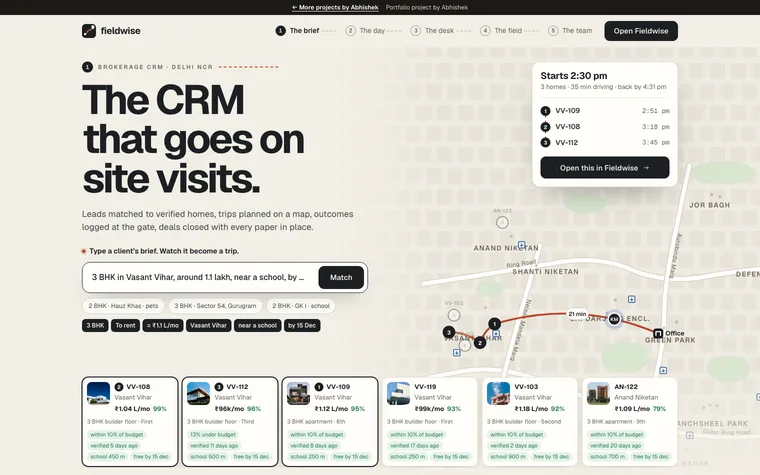 ← More projects by Abhishek Portfolio project by Abhishek
fieldwise
1 The brief 2 The day 3 The desk 4 The field 5 The team
Open Fieldwise
1 BROKERAGE CRM · DELHI NCR
The CRM
that goes on
site visits.
Leads matched to verified homes, trips planned on a map, outcomes
logged at the gate, deals closed with every paper in place.
Type a client's brief. Watch it become a trip.
3 BHK in Vasant Vihar, around 1.1 lakh, near a school, by ...
Match
2 BHK · Hauz Khas · pets 3 BHK · Sector 54, Gurugram 2 BHK · GK I · school
3 BHK To rent ≈ ₹1.1 L/mo Vasant Vihar near a school by 15 Dec
Starts 2:30 pm
3 homes · 35 min driving · back by 4:31 pm
1 VV-109 2:51 pm
2 VV-108 3:18 pm
3 VV-112 3:45 pm
Open this in Fieldwise →
JOR BAGH
AN-122
ANAND NIKETAN
Ring Road
SHANTI NIKETAN
Aurobindo Marg
DEFEN
VV-103
Nelson Mandela Marg
21 min
KM
ENCL.
Office
GREEN PARK
1
2
3
PANCHSHEEL PARK
Outer Ring Road
2 VV-108
Vasant Vihar
₹1.04 L/mo 99%
3 BHK builder floor · First
within 10% of budget
verified 5 days ago
school 450 m free by 15 dec
3 VV-112
Vasant Vihar
₹96k/mo 96%
3 BHK builder floor · Third
13% under budget
verified 11 days ago
school 500 m free by 15 dec
1 VV-109
Vasant Vihar
₹1.12 L/mo 95%
3 BHK apartment · 6th
within 10% of budget
verified 8 days ago
school 250 m free by 15 dec
VV-119
Vasant Vihar
₹99k/mo 93%
3 BHK builder floor · First
within 10% of budget
verified 17 days ago
school 250 m free by 15 dec
VV-103
Vasant Vihar
₹1.18 L/mo 92%
3 BHK builder floor · Second
within 10% of budget
verified 2 days ago
school 900 m free by 15 dec
AN-122
Anand Niketan
₹1.09 L/mo 79%
3 BHK apartment · 9th
within 10% of budget
verified 20 days ago
school 700 m free by 15 dec